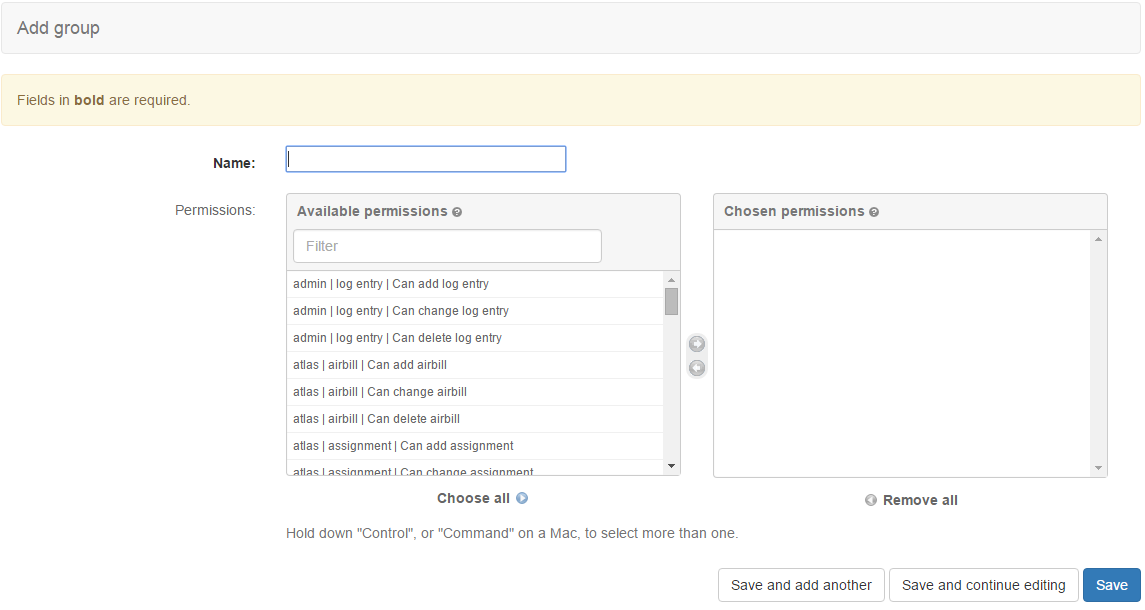 Add group
Fields in bold are required.
Name:
Permissions:
Available permissions ?
Filter
admin | log entry | Can add log entry
admin | log entry | Can change log entry
admin | log entry | Can delete log entry
atlas | airbill | Can add airbill
atlas | airbill | Can change airbill
atlas | airbill | Can delete airbill
atlas | assignment | Can add assignment
atlas | assignment | Can change assignment
Choose all
Chosen permissions ?
Remove all
Hold down "Control", or "Command" on a Mac, to select more than one.
Save and add another
Save and continue editing
Save